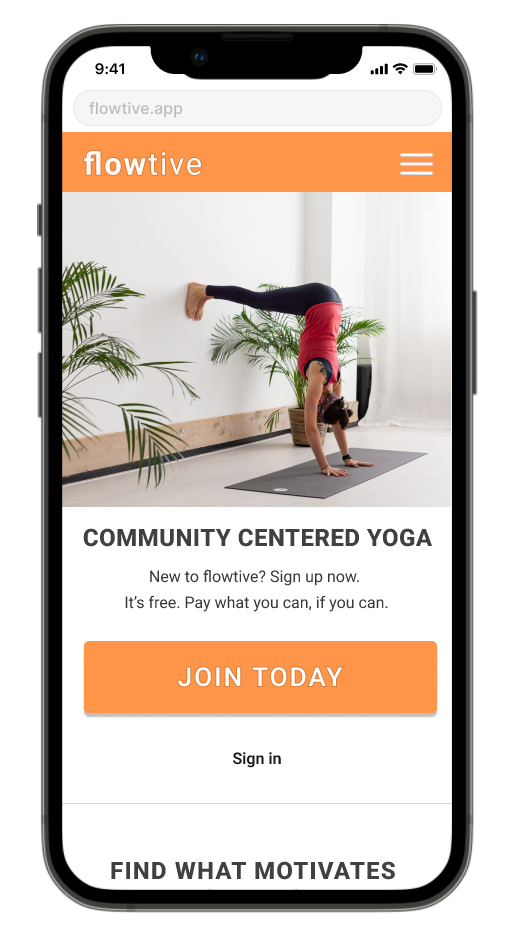 9:41
flowtive.app
flowtive
COMMUNITY CENTERED YOGA
New to flowtive? Sign up now.
It's free. Pay what you can, if you can.
JOIN TODAY
Sign in
FIND WHAT MOTIVATES